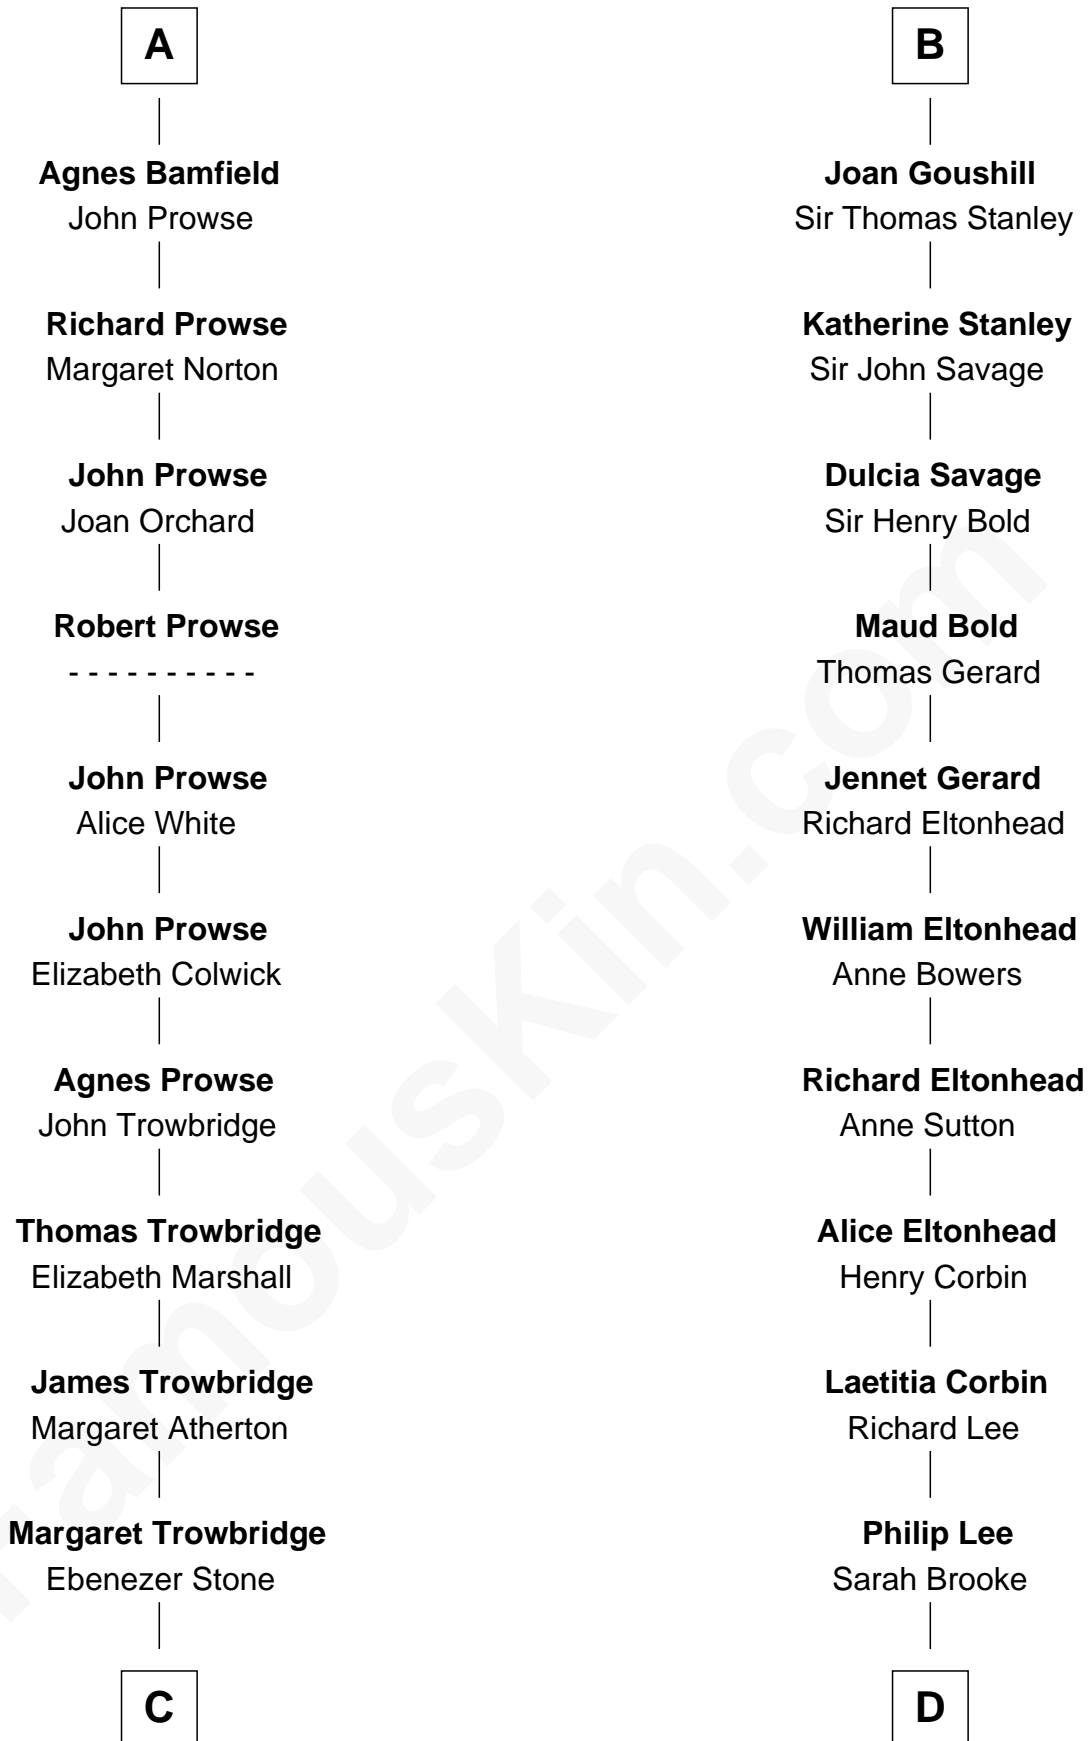 A
Agnes Bamfield
John Prowse
Richard Prowse
Margaret Norton
John Prowse
Joan Orchard
Robert Prowse
- - - - - - - - - -
John Prowse
Alice White
John Prowse
Elizabeth Colwick
Agnes Prowse
John Trowbridge
Thomas Trowbridge
Elizabeth Marshall
James Trowbridge
Margaret Atherton
Margaret Trowbridge
Ebenezer Stone
C
B
Joan Goushill
Sir Thomas Stanley
Katherine Stanley
Sir John Savage
Dulcia Savage
Sir Henry Bold
Maud Bold
Thomas Gerard
Jennet Gerard
Richard Eltonhead
William Eltonhead
Anne Bowers
Richard Eltonhead
Anne Sutton
Alice Eltonhead
Henry Corbin
Laetitia Corbin
Richard Lee
Philip Lee
Sarah Brooke
D
FamousKin.com